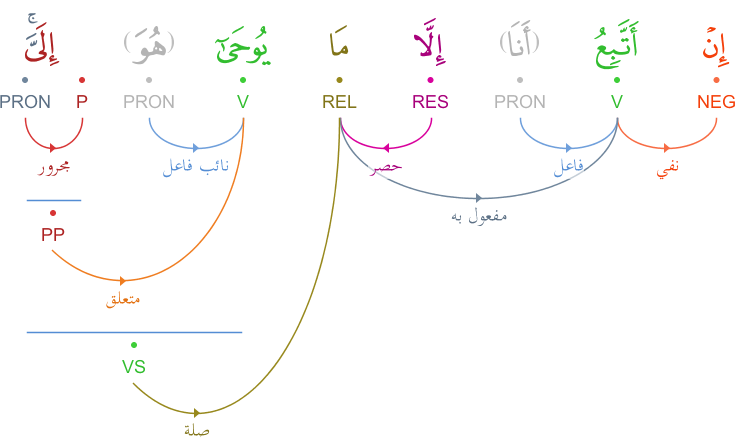 إِنْ أَتَّبِعُ (أَنَا) إِلَّا مَا يُوحَىٰٓ (هُوَ) إِلَىَّ ۚ
NEG V PRON RES REL V PRON P PRON
نفي فاعل حصر نائب فاعل مجرور
مفعول به
PP
متعلق
VS
صلة